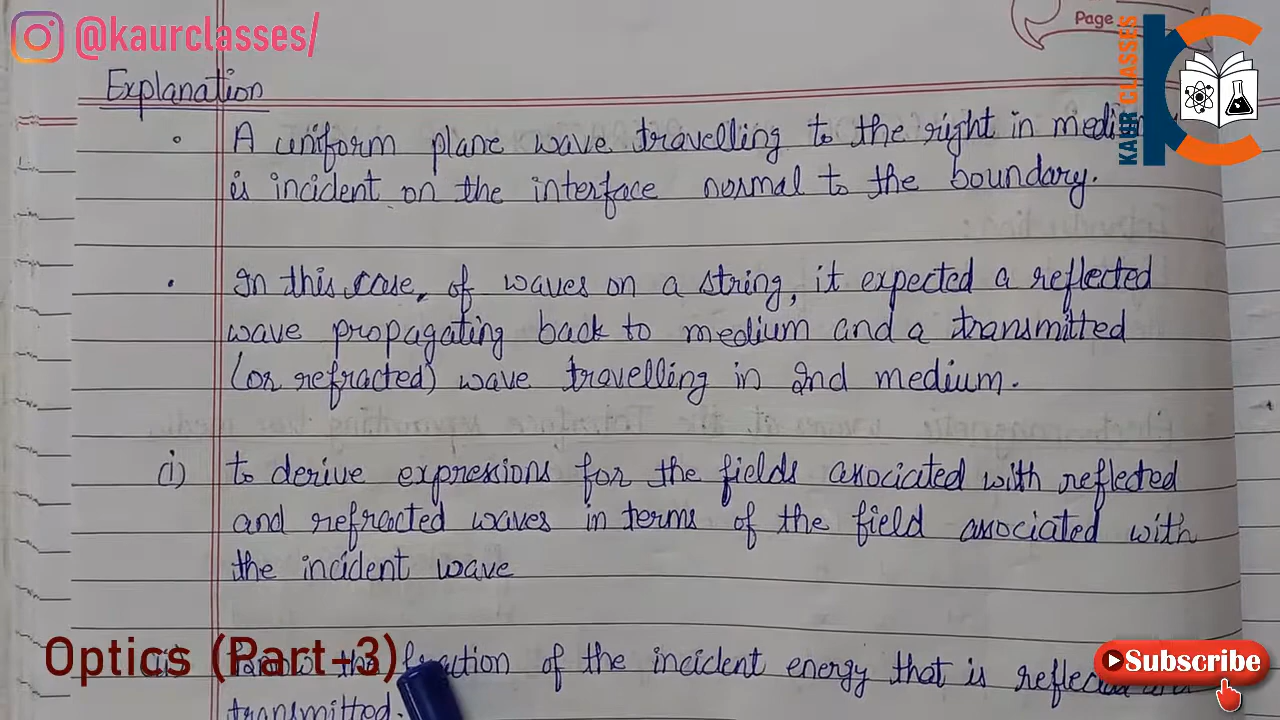 @kaurclasses/
Page
KAUR CLASSES
Explanation
• A uniform plane wave travelling to the right in
is incident on the interface normal to the boundary.
• In this case, of waves on a string, it expected a reflected
wave propagating back to medium and a transmitted
(or refracted) wave travelling in 2nd medium.
(i) to derive expressions for the fields associated with reflected
and refracted waves in terms of the field associated with
the incident wave
Optics (Part-3)
the fraction of the incident energy that is
transmitted.
Subscribe